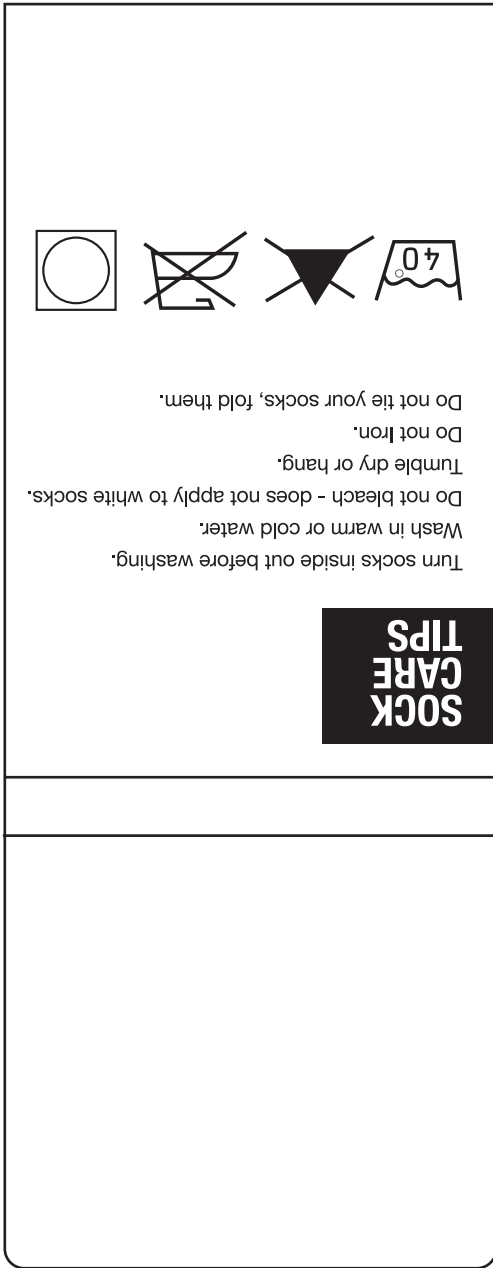 SOCK
CARE
TIPS
Turn socks inside out before washing.
Wash in warm or cold water.
Do not bleach - does not apply to white socks.
Tumble dry or hang.
Do not Iron.
Do not tie your socks, fold them.
40°